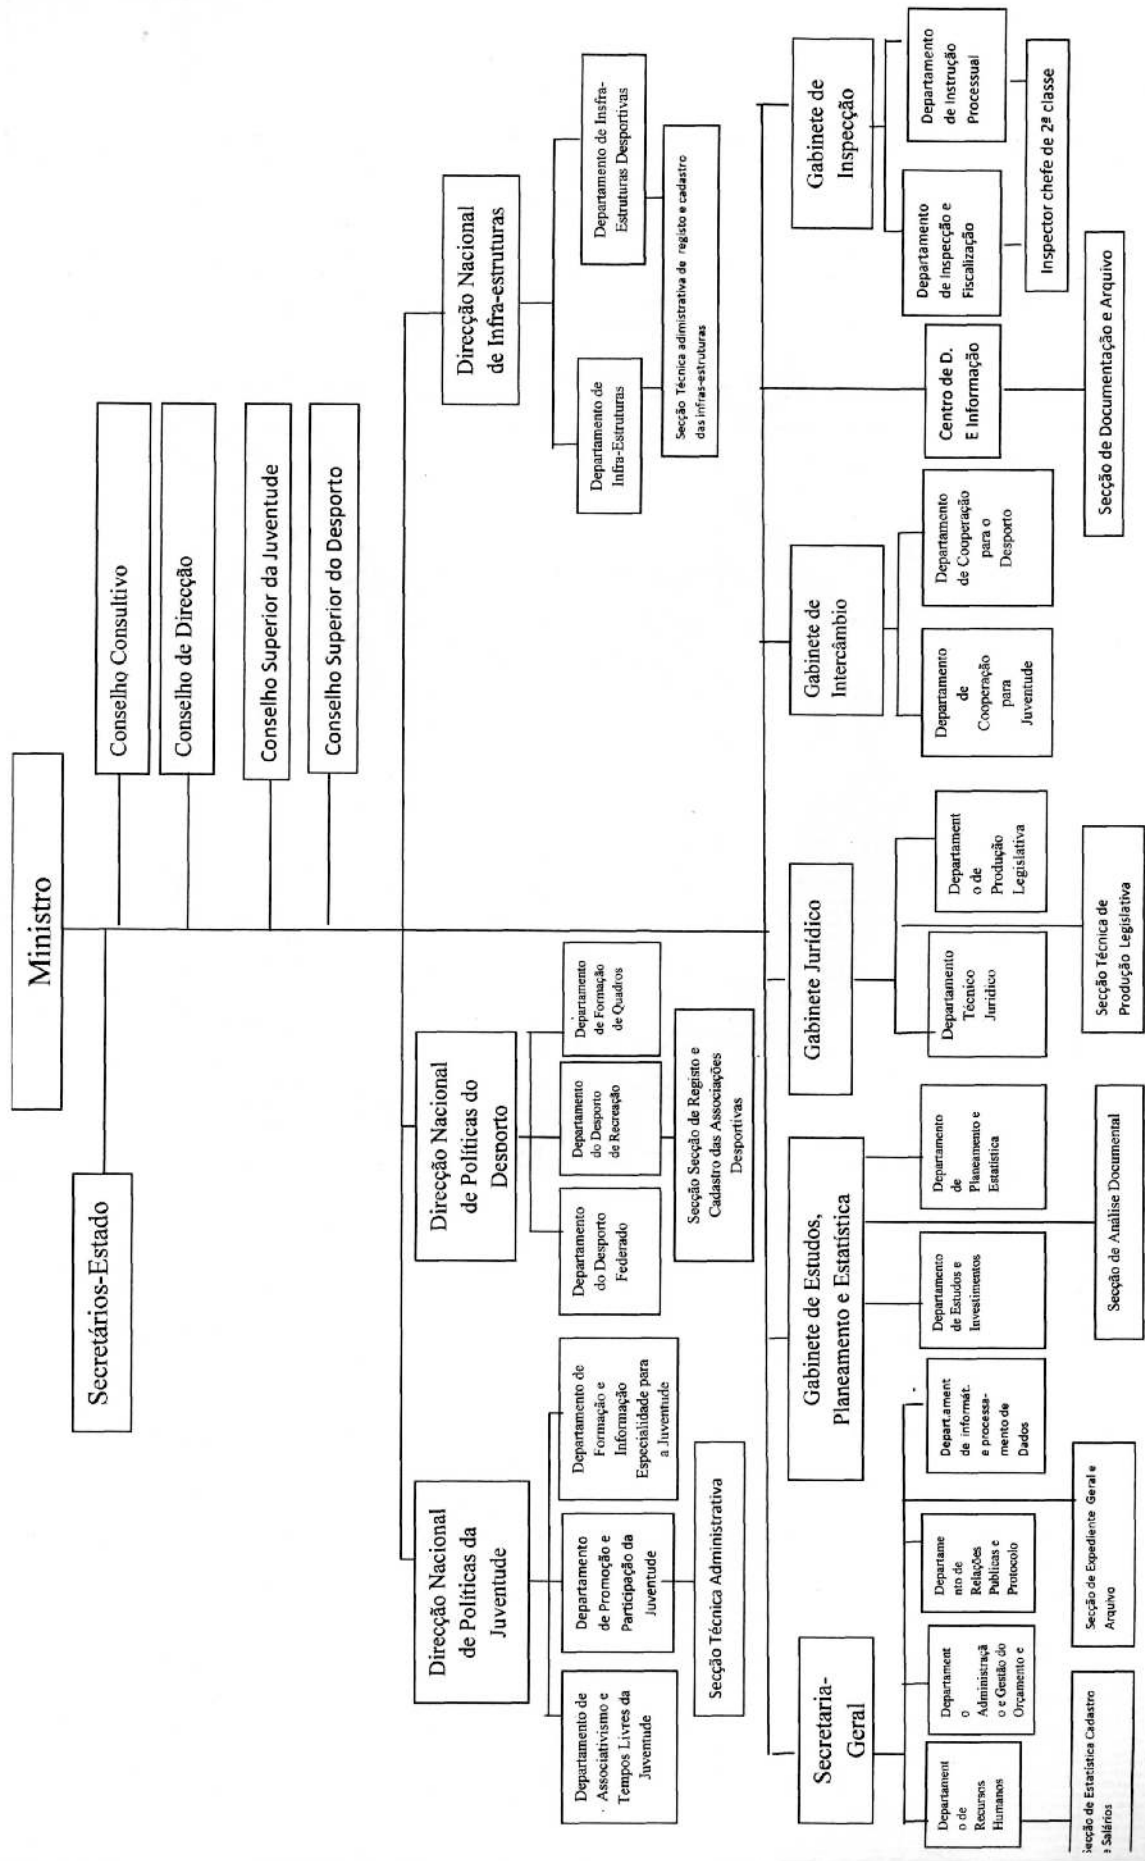 Ministro
Secretários-Estado
Conselho Consultivo
Conselho de Direcção
Conselho Superior da Juventude
Conselho Superior do Desporto
Direcção Nacional
de Políticas da
Juventude
Direcção Nacional
de Políticas do
Desporto
Direcção Nacional
de Infra-estruturas
Departamento de
Associativismo e
Tempos Livres da
Juventude
Departamento
de Promoção e
Participação da
Juventude
Departamento de
Formação e
Informação
Especialidade para
a Juventude
Secção Técnica Administrativa
Departamento
do Desporto
Federado
Departamento
do Desporto
de Recreação
Departamento
de Formação
de Quadros
Secção Secção de Registo e
Cadastro das Associações
Desportivas
Departamento de
Infra-Estruturas
Departamento de Insfra-
Estruturas Desportivas
Secção Técnica adimistrativa de registo e cadastro
das infras-estruturas
Secretaria-
Geral
Gabinete de Estudos,
Planeamento e Estatística
Gabinete Jurídico
Gabinete de
Intercâmbio
Gabinete de
Inspecção
Departament
o de
Recursos
Humanos
Departament
o
Administraçã
o e Gestão do
Orçamento e
Departame
nto de
Relações
Publicas e
Protocolo
Depart.ament
de informát.
e processa-
mento de
Dados
Secção de Estatística Cadastro
e Salários
Secção de Expediente Geral e
Arquivo
Departamento
de Estudos e
Investimentos
Departamento
de
Planeamento e
Estatística
Secção de Análise Documental
Departamento
Técnico
Jurídico
Departament
o de
Produção
Legislativa
Secção Técnica de
Produção Legislativa
Departamento
de
Cooperação
para
Juventude
Departamento
de Cooperação
para o
Desporto
Centro de D.
E Informação
Secção de Documentação e Arquivo
Departamento
de Inspecção e
Fiscalização
Departamento
de Instrução
Processual
Inspector chefe de 2ª classe